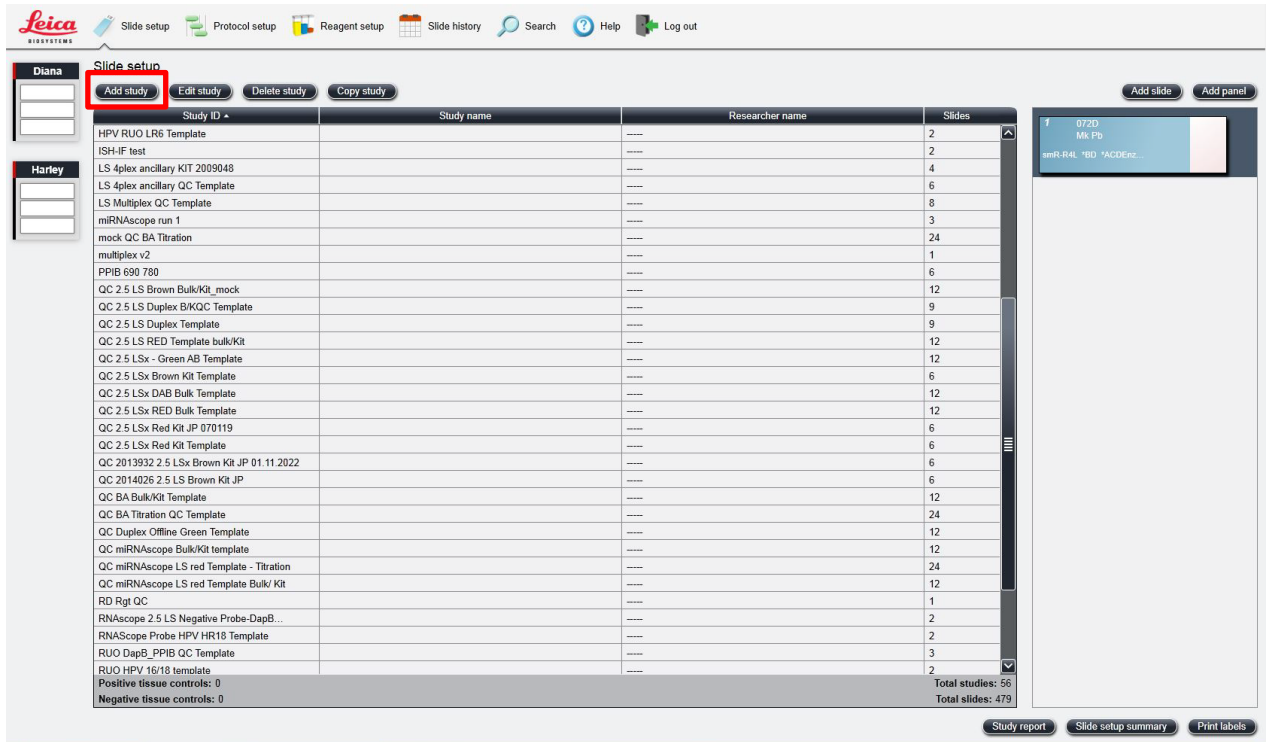 Leica
BIOSYSTEMS
Slide setup
Protocol setup
Reagent setup
Slide history
Search
? Help
Log out
Diana
Harley
Slide setup
Add study
Edit study
Delete study
Copy study
Add slide
Add panel
Study ID Study name Researcher name Slides
HPV RUO LR6 Template ----- 2
ISH-IF test ----- 2
LS 4plex ancillary KIT 2009048 ----- 4
LS 4plex ancillary QC Template ----- 6
LS Multiplex QC Template ----- 8
miRNAscope run 1 ----- 3
mock QC BA Titration ----- 24
multiplex v2 ----- 1
PPIB 690 780 ----- 6
QC 2.5 LS Brown Bulk/Kit_mock ----- 12
QC 2.5 LS Duplex B/KQC Template ----- 9
QC 2.5 LS Duplex Template ----- 9
QC 2.5 LS RED Template bulk/Kit ----- 12
QC 2.5 LSx - Green AB Template ----- 12
QC 2.5 LSx Brown Kit Template ----- 6
QC 2.5 LSx DAB Bulk Template ----- 12
QC 2.5 LSx RED Bulk Template ----- 12
QC 2.5 LSx Red Kit JP 070119 ----- 6
QC 2.5 LSx Red Kit Template ----- 6
QC 2013932 2.5 LSx Brown Kit JP 01.11.2022 ----- 6
QC 2014026 2.5 LS Brown Kit JP ----- 6
QC BA Bulk/Kit Template ----- 12
QC BA Titration QC Template ----- 24
QC Duplex Offline Green Template ----- 12
QC miRNAscope Bulk/Kit template ----- 12
QC miRNAscope LS red Template - Titration ----- 24
QC miRNAscope LS red Template Bulk/ Kit ----- 12
RD Rgt QC ----- 1
RNAscope 2.5 LS Negative Probe-DapB... ----- 2
RNAScope Probe HPV HR18 Template ----- 2
RUO DapB_PPIB QC Template ----- 3
RUO HPV 16/18 template ----- 2
Positive tissue controls: 0 Total studies: 56
Negative tissue controls: 0 Total slides: 479
1 072D
Mk Pb
smR-R4L *BD *ACDEnz...
Study report
Slide setup summary
Print labels